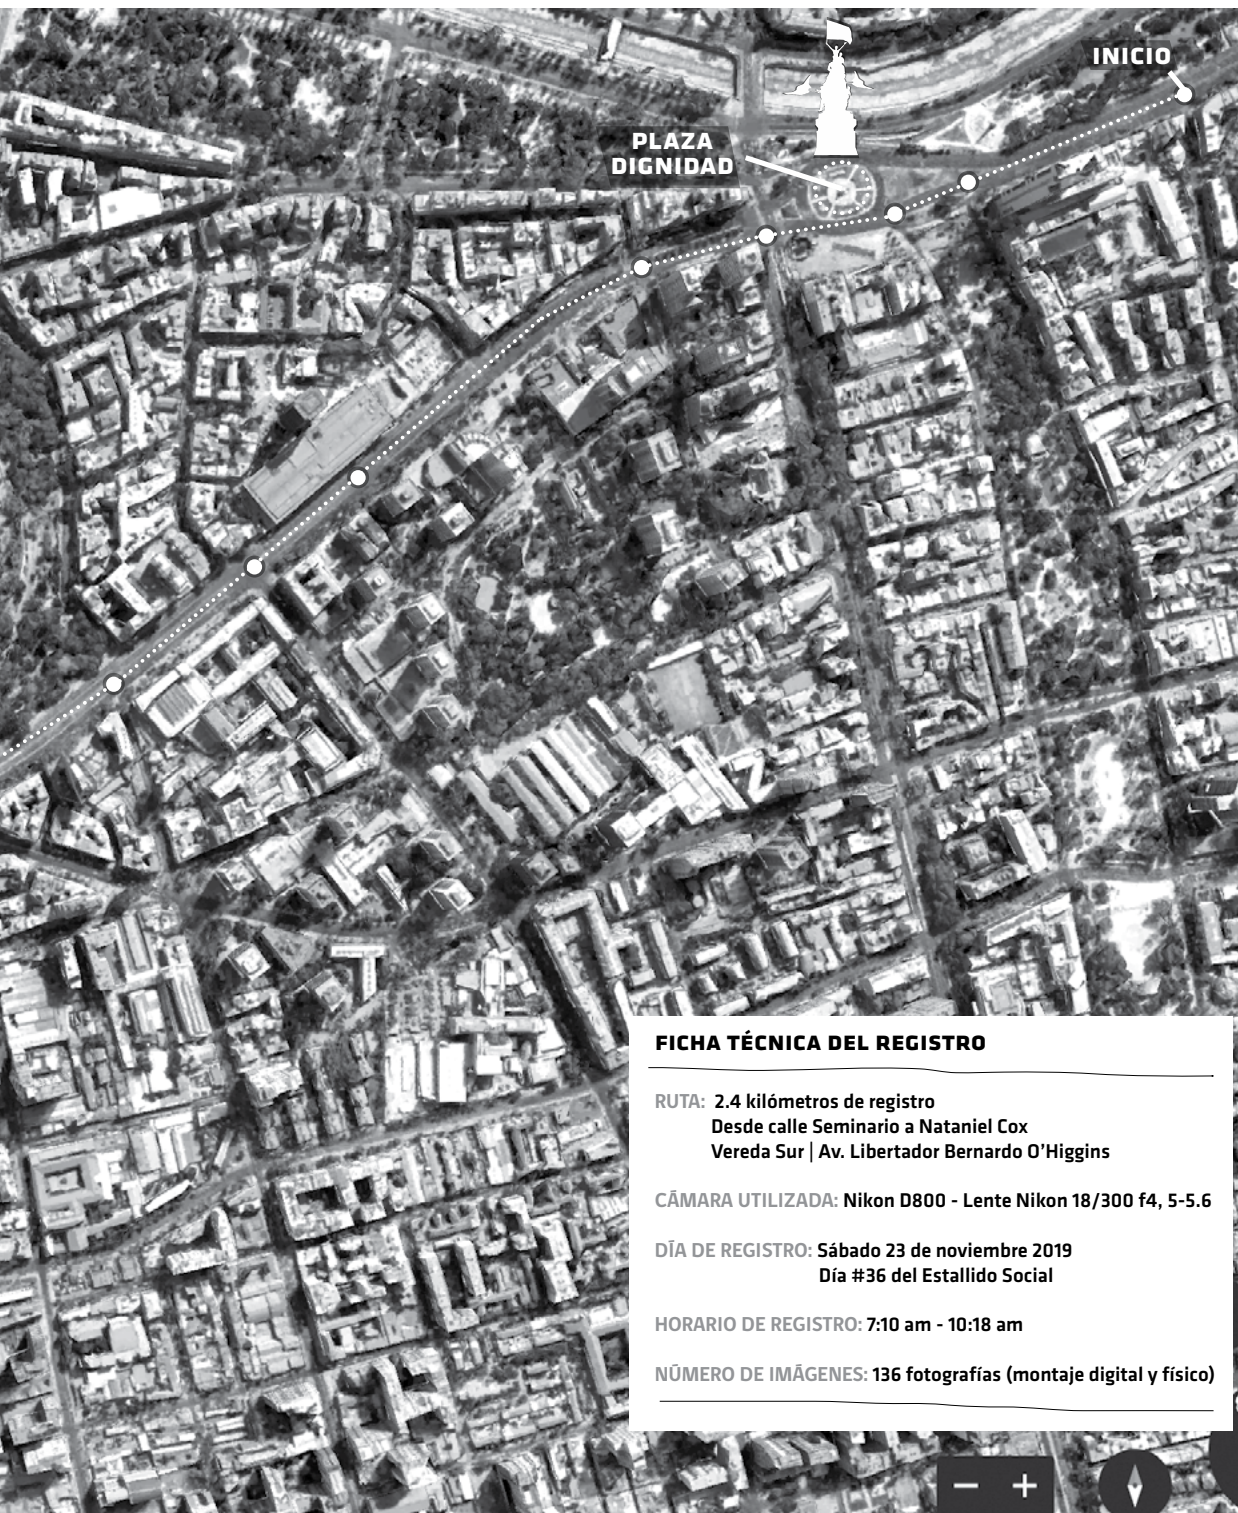 INICIO
PLAZA
DIGNIDAD
FICHA TÉCNICA DEL REGISTRO
RUTA: 2.4 kilómetros de registro
Desde calle Seminario a Nataniel Cox
Vereda Sur | Av. Libertador Bernardo O’Higgins
CÁMARA UTILIZADA: Nikon D800 - Lente Nikon 18/300 f4, 5-5.6
DÍA DE REGISTRO: Sábado 23 de noviembre 2019
Día #36 del Estallido Social
HORARIO DE REGISTRO: 7:10 am - 10:18 am
NÚMERO DE IMÁGENES: 136 fotografías (montaje digital y físico)